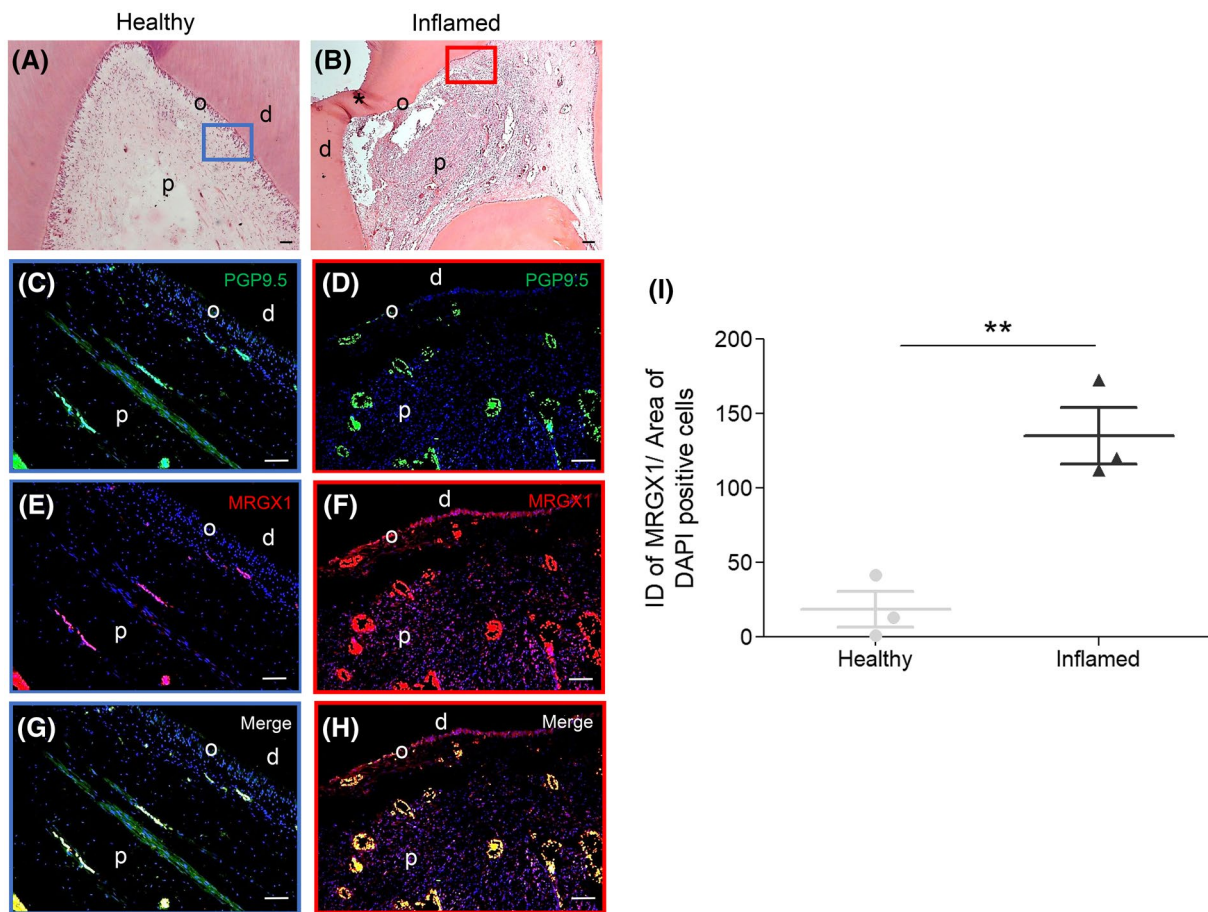 Healthy
Inflamed
(A)
o
d
p
(B)
*
o
d
p
(C)
PGP9.5
o
d
p
(D)
PGP9.5
d
o
p
(E)
MRGX1
o
d
p
(F)
MRGX1
d
o
p
(G)
Merge
o
d
p
(H)
Merge
d
o
p
(I)
**
ID of MRGX1/ Area of
DAPI positive cells
200
150
100
50
0
Healthy
Inflamed